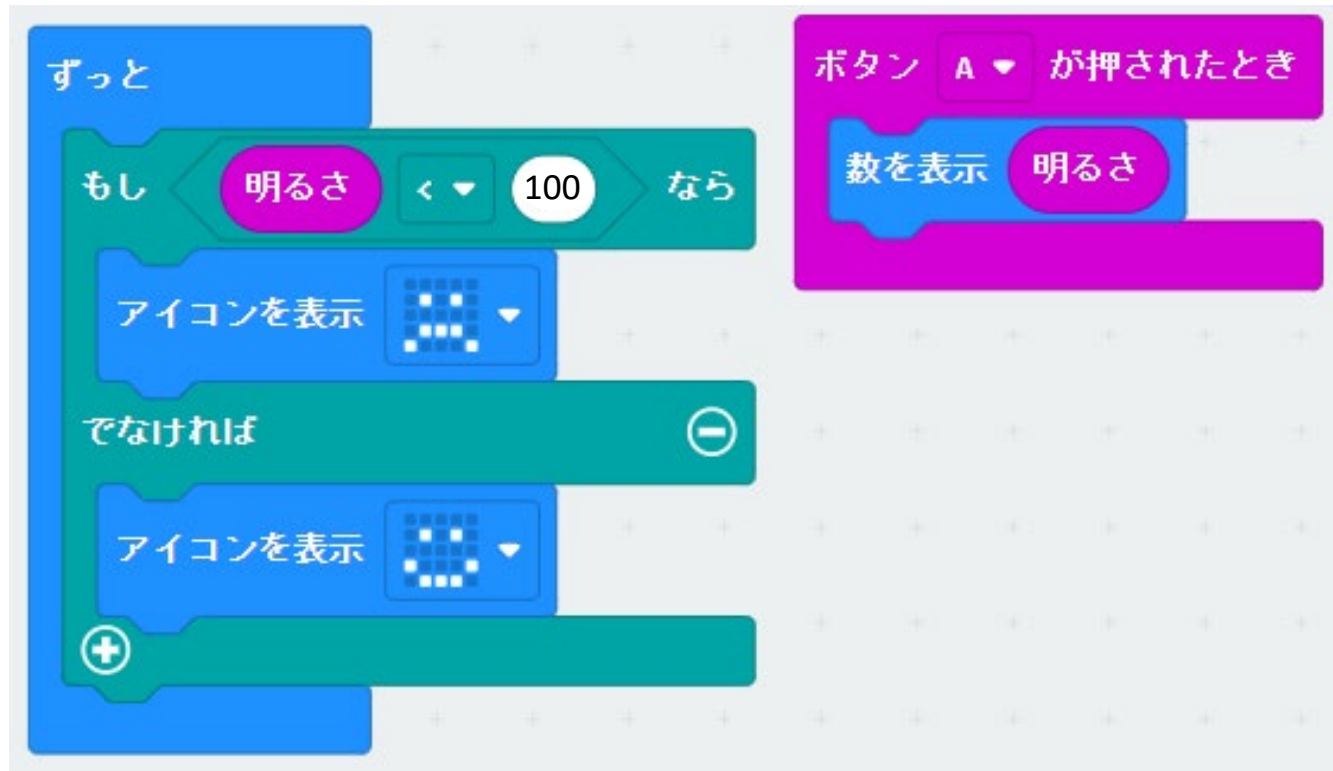 ずっと
もし 明るさ < 100 なら
アイコンを表示
でなければ
アイコンを表示
ボタン A が押されたとき
数を表示 明るさ